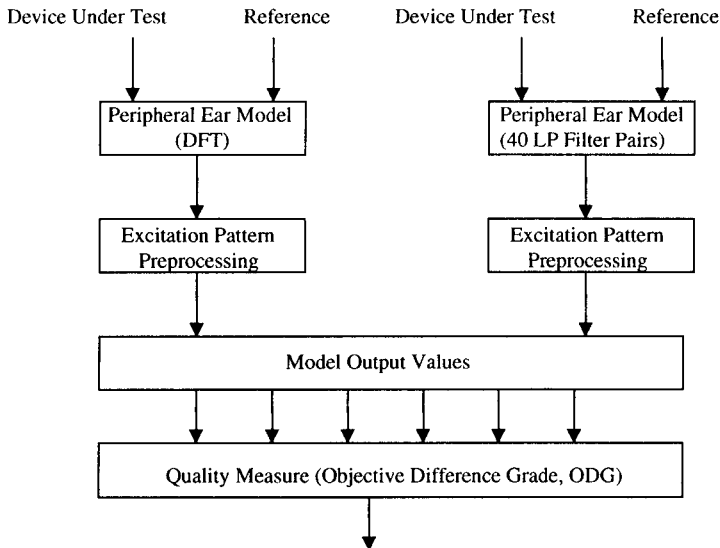 Device Under Test
Reference
Device Under Test
Reference
Peripheral Ear Model
(DFT)
Peripheral Ear Model
(40 LP Filter Pairs)
Excitation Pattern
Preprocessing
Excitation Pattern
Preprocessing
Model Output Values
Quality Measure (Objective Difference Grade, ODG)